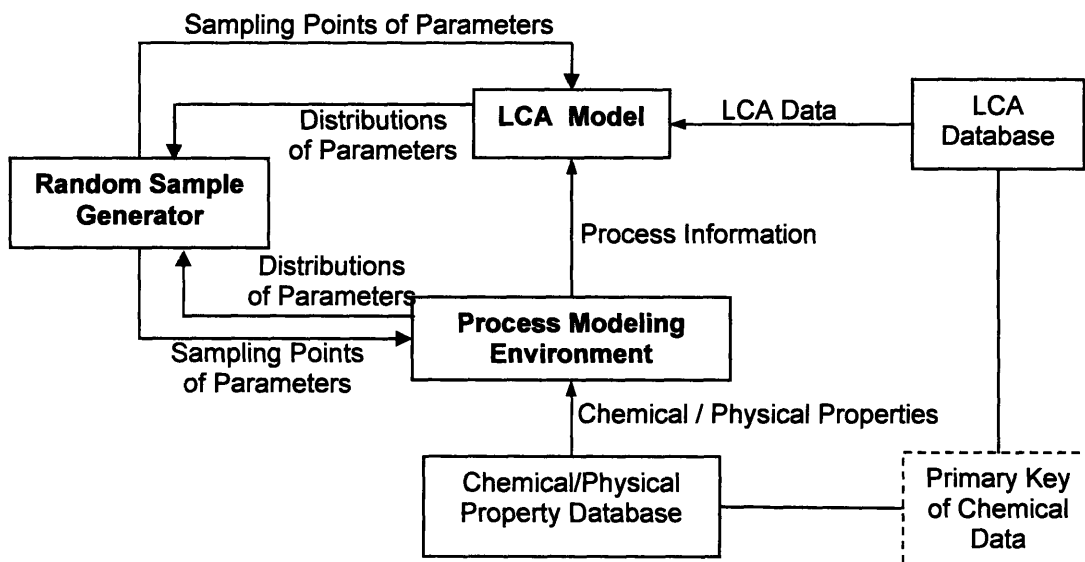 Sampling Points of Parameters
LCA Model
Distributions
of Parameters
LCA Data
LCA
Database
Random Sample
Generator
Process Information
Distributions
of Parameters
Process Modeling
Environment
Sampling Points
of Parameters
Chemical / Physical Properties
Chemical/Physical
Property Database
Primary Key
of Chemical
Data